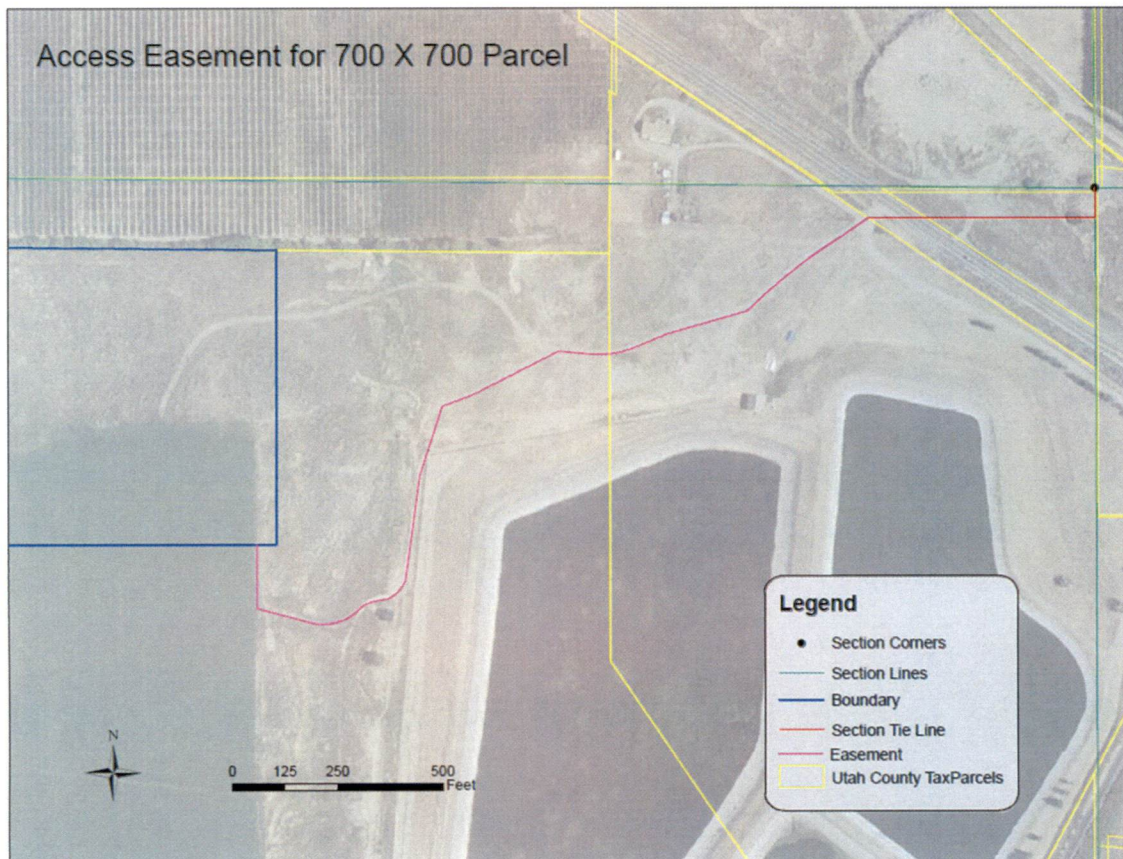 Access Easement for 700 X 700 Parcel
Legend
Section Corners
Section Lines
Boundary
Section Tie Line
Easement
Utah County TaxParcels
N
0 125 250 500
Feet